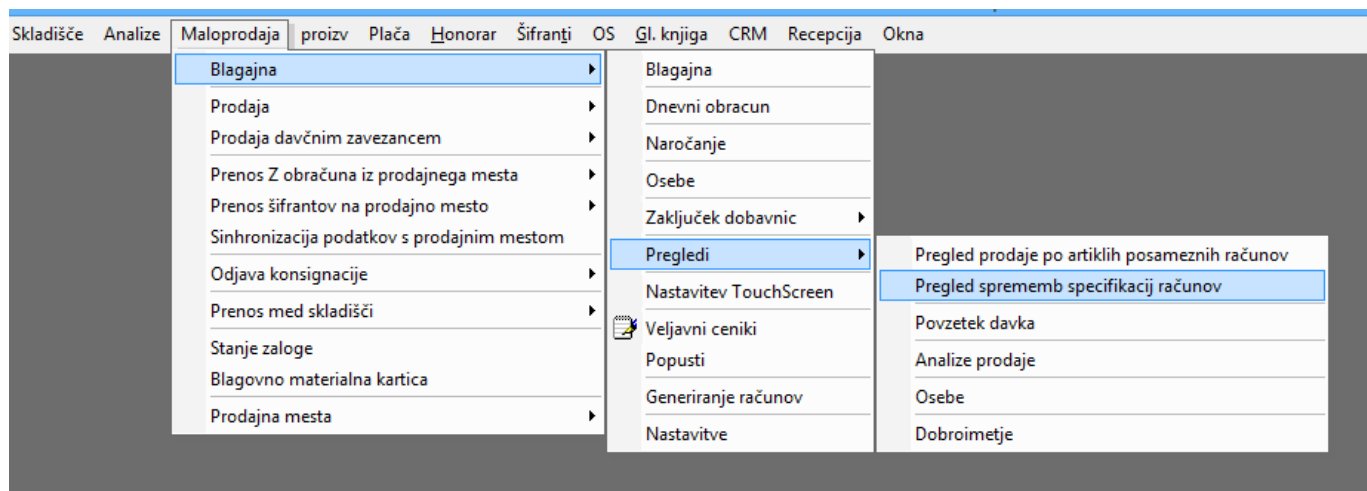 Skladišče Analize Maloprodaja proizv Plača Honorar Šifranti OS Gl. knjiga CRM Recepcija Okna
Blagajna
Prodaja
Prodaja davčnim zavezancem
Prenos Z obračuna iz prodajnega mesta
Prenos šifrantov na prodajno mesto
Sinhronizacija podatkov s prodajnim mestom
Odjava konsignacije
Prenos med skladišči
Stanje zaloge
Blagovno materialna kartica
Prodajna mesta
Blagajna
Dnevni obracun
Naročanje
Osebe
Zaključek dobavnic
Pregledi
Nastavitev TouchScreen
Veljavni ceniki
Popusti
Generiranje računov
Nastavitve
Pregled prodaje po artiklih posameznih računov
Pregled sprememb specifikacij računov
Povzetek davka
Analize prodaje
Osebe
Dobroimetje